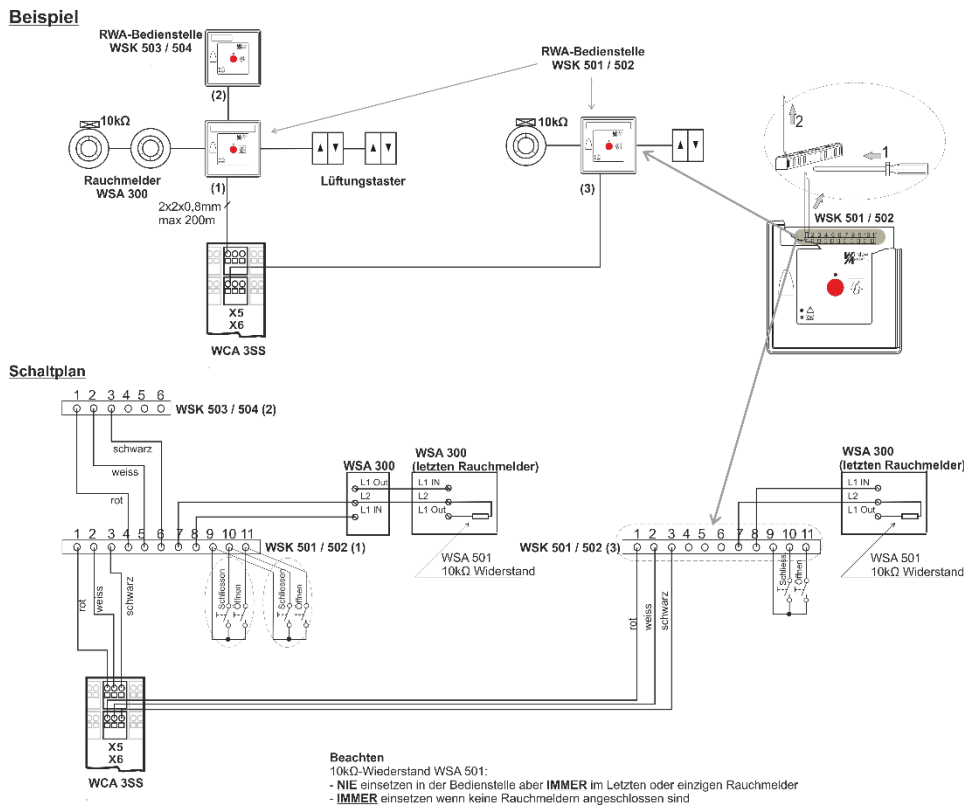 Beispiel
RWA-Bedienstelle
WSK 503 / 504
RWA-Bedienstelle
WSK 501 / 502
(2)
10kΩ
10kΩ
2
1
Rauchmelder
WSA 300
(1)
Lüftungstaster
(3)
2x2x0,8mm
max 200m
WSK 501 / 502
X5
X6
WCA 3SS
Schaltplan
1 2 3 4 5 6
WSK 503 / 504 (2)
schwarz
weiss
rot
WSA 300
WSA 300
(letzten Rauchmelder)
L1 Out
L2
L1 IN
L1 IN
L2
L1 Out
WSA 300
(letzten Rauchmelder)
L1 IN
L2
L1 Out
1 2 3 4 5 6 7 8 9 10 11
WSK 501 / 502 (1)
WSA 501
10kΩ Widerstand
WSK 501 / 502 (3)
1 2 3 4 5 6 7 8 9 10 11
WSA 501
10kΩ Widerstand
rot
weiss
schwarz
Schliessen
Öffnen
Schliessen
Öffnen
rot
weiss
schwarz
Schliess.
Öffnen
X5
X6
WCA 3SS
Beachten
10kΩ-Wiederstand WSA 501:
- NIE einsetzen in der Bedienstelle aber IMMER im Letzten oder einzigen Rauchmelder
- IMMER einsetzen wenn keine Rauchmeldern angeschlossen sind